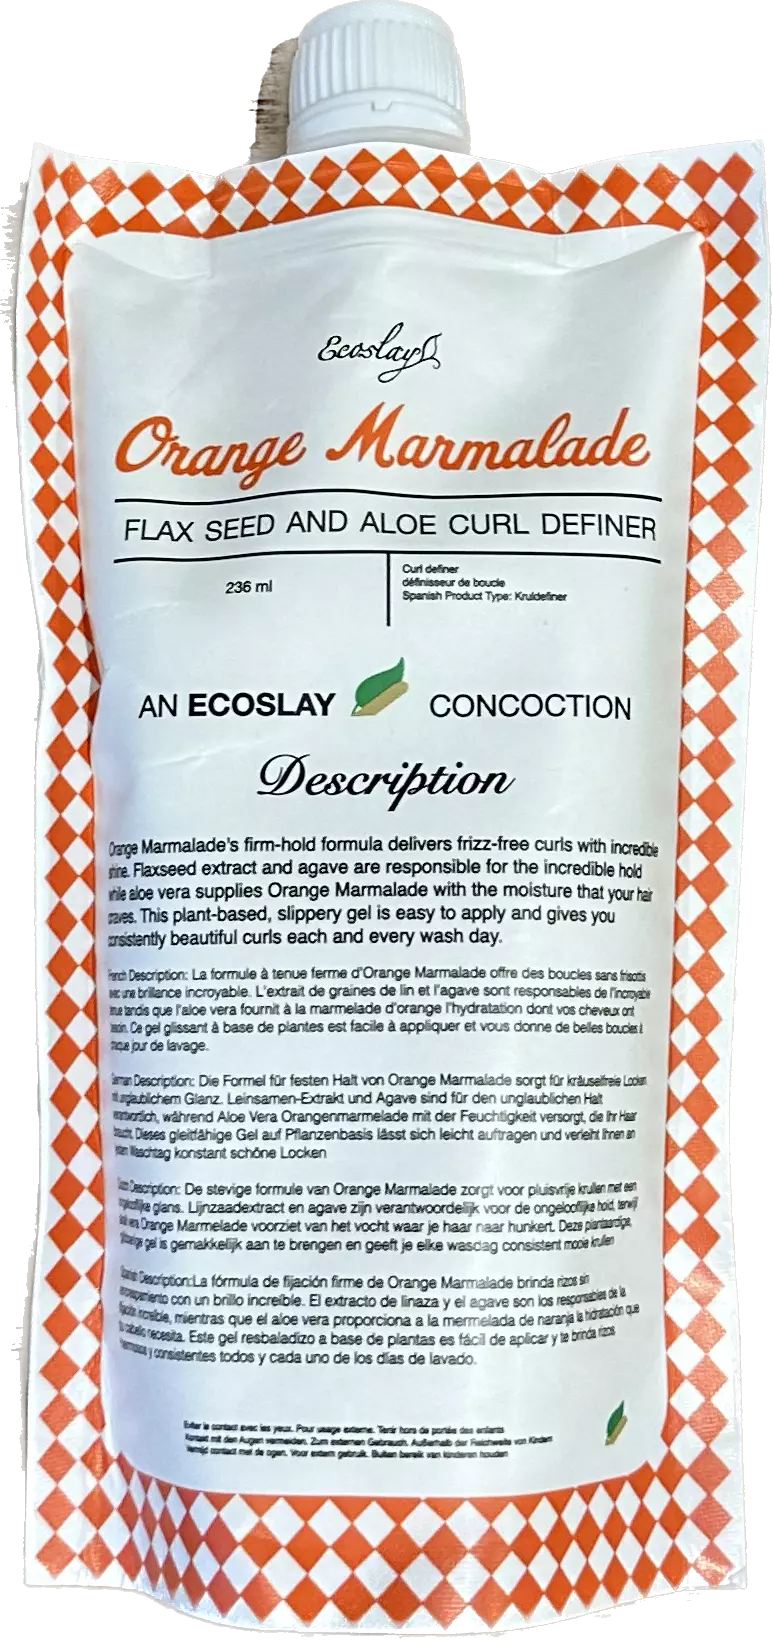 Ecoslay
Orange Marmalade
FLAX SEED AND ALOE CURL DEFINER
236 ml
Curl definer
définisseur de boucle
Spanish Product Type: Kruldefiner
AN ECOSLAY CONCOCTION
Description
Orange Marmalade's firm-hold formula delivers frizz-free curls with incredible
shine. Flaxseed extract and agave are responsible for the incredible hold
while aloe vera supplies Orange Marmalade with the moisture that your hair
craves. This plant-based, slippery gel is easy to apply and gives you
consistently beautiful curls each and every wash day.
French Description: La formule à tenue ferme d'Orange Marmalade offre des boucles sans frisottis
avec une brillance incroyable. L'extrait de graines de lin et l'agave sont responsables de l'incroyable
tenue tandis que l'aloe vera fournit à la marmelade d'orange l'hydratation dont vos cheveux ont
besoin. Ce gel glissant à base de plantes est facile à appliquer et vous donne de belles boucles à
chaque jour de lavage.
German Description: Die Formel für festen Halt von Orange Marmalade sorgt für kräuselfreie Locken
mit unglaublichem Glanz. Leinsamen-Extrakt und Agave sind für den unglaublichen Halt
verantwortlich, während Aloe Vera Orangenmarmelade mit der Feuchtigkeit versorgt, die Ihr Haar
braucht. Dieses gleitfähige Gel auf Pflanzenbasis lässt sich leicht auftragen und verleiht Ihnen an
jedem Waschtag konstant schöne Locken
Description: De stevige formule van Orange Marmalade zorgt voor pluisvrije krullen met een
ongelooflijke glans. Lijnzaadextract en agave zijn verantwoordelijk voor de ongelooflijke hold, terwijl
Orange Marmelade voorziet van het vocht waar je haar naar hunkert. Deze plantaardige,
gel is gemakkelijk aan te brengen en geeft je elke wasdag consistent mooie krullen
Spanish Description:La fórmula de fijación firme de Orange Marmalade brinda rizos sin
encrespamiento con un brillo increíble. El extracto de linaza y el agave son los responsables de la
fijación increíble, mientras que el aloe vera proporciona a la mermelada de naranja la hidratación que
tu cabello necesita. Este gel resbaladizo a base de plantas es fácil de aplicar y te brinda rizos
hermosos y consistentes todos y cada uno de los días de lavado.
Eviter le contact avec les yeux. Pour usage externe. Tenir hors de portée des enfants
Kontakt mit den Augen vermeiden. Zum externen Gebrauch. Außerhalb der Reichweite von Kindern
Vermijd contact met de ogen. Voor extern gebruik. Buiten bereik van kinderen houden